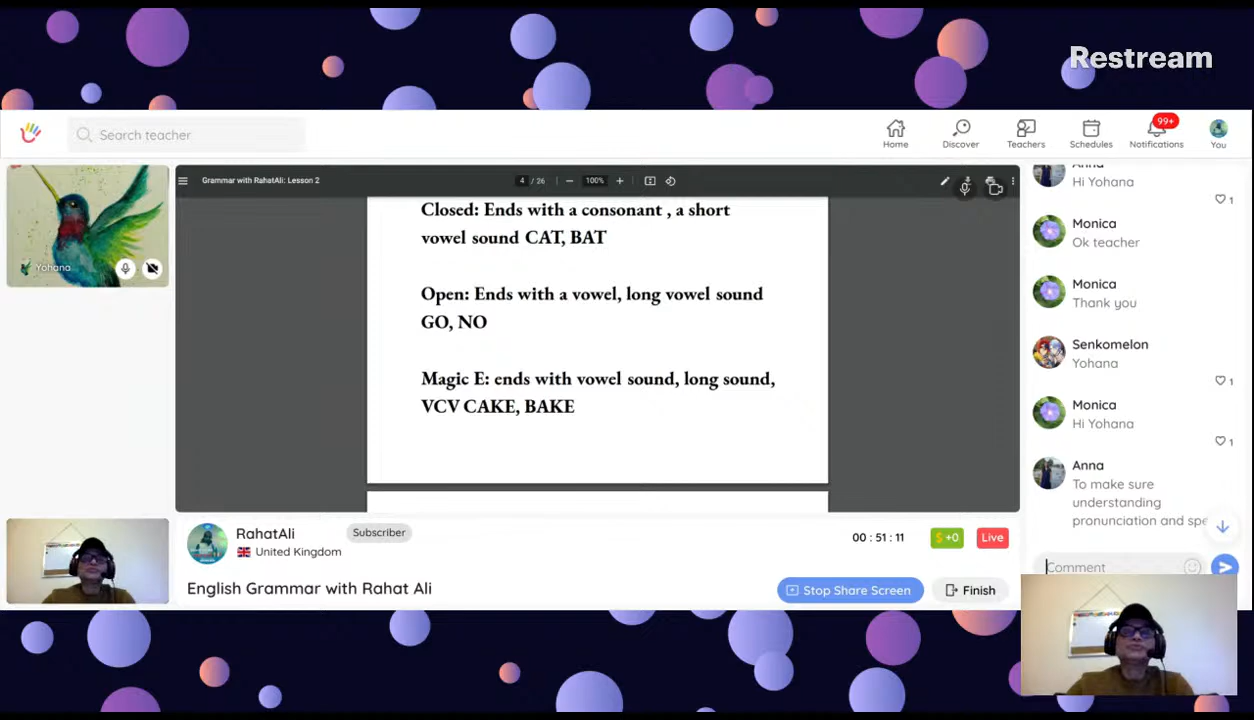 Restream
Search teacher
Home
Discover
Teachers
Schedules
99+
Notifications
You
Yohana
Grammar with RahatAli: Lesson 2
4 / 26
100%
Closed: Ends with a consonant , a short
vowel sound CAT, BAT
Open: Ends with a vowel, long vowel sound
GO, NO
Magic E: ends with vowel sound, long sound,
VCV CAKE, BAKE
Anna
Hi Yohana
1
Monica
Ok teacher
Monica
Thank you
Senkomelon
Yohana
1
Monica
Hi Yohana
1
Anna
To make sure
understanding
pronunciation and spe
Comment
RahatAli
Subscriber
United Kingdom
00 : 51 : 11
$ +0
Live
English Grammar with Rahat Ali
Stop Share Screen
Finish